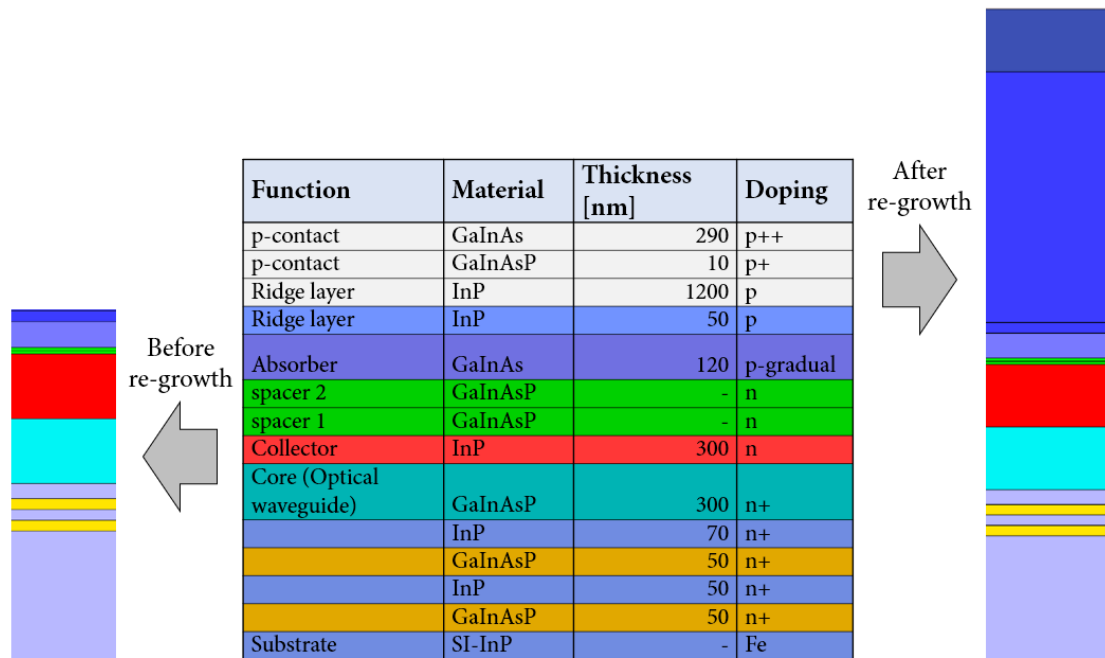 After
re-growth
Function Material Thickness [nm] Doping
p-contact GaInAs 290 p++
p-contact GaInAsP 10 p+
Ridge layer InP 1200 p
Ridge layer InP 50 p
Before
re-growth
Absorber GaInAs 120 p-gradual
spacer 2 GaInAsP - n
spacer 1 GaInAsP - n
Collector InP 300 n
Core (Optical
waveguide) GaInAsP 300 n+
InP 70 n+
GaInAsP 50 n+
InP 50 n+
GaInAsP 50 n+
Substrate SI-InP - Fe